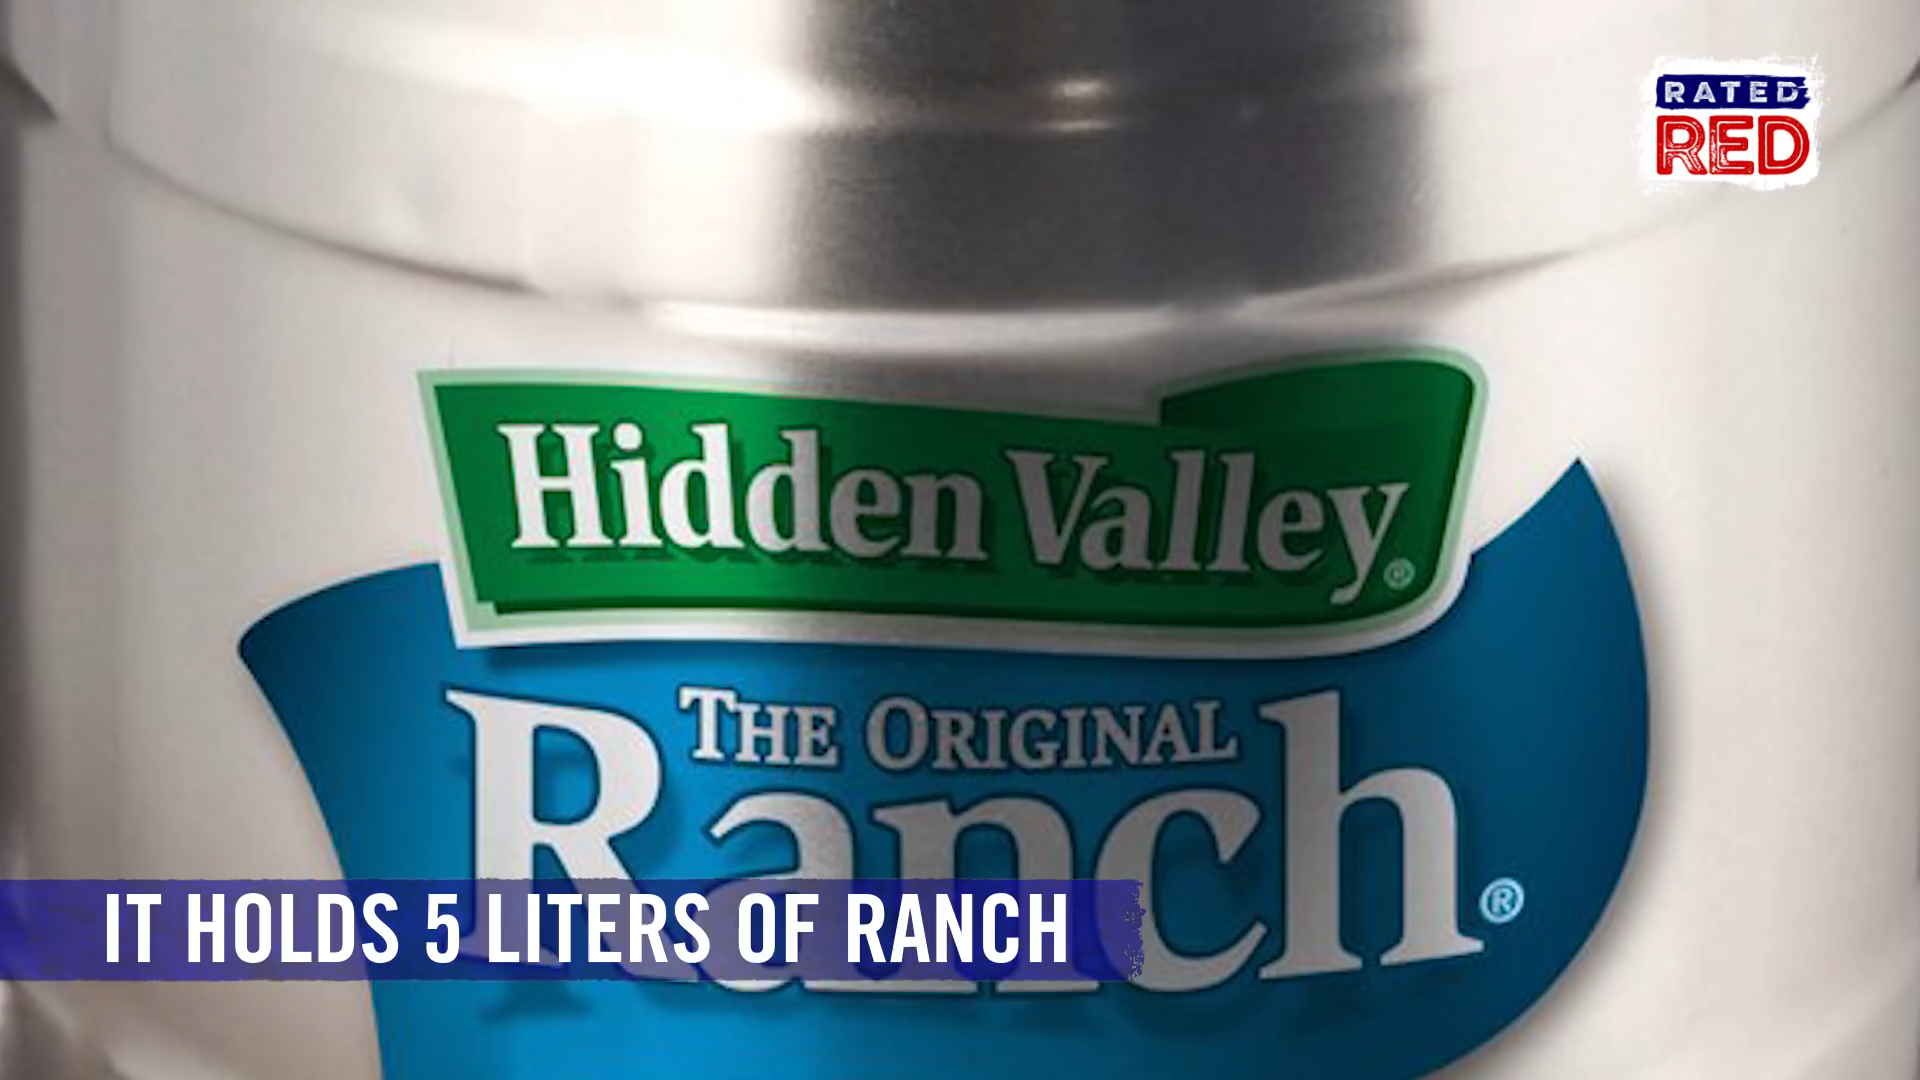 RATED
RED
Hidden Valley®
THE ORIGINAL
Ranch®
IT HOLDS 5 LITERS OF RANCH